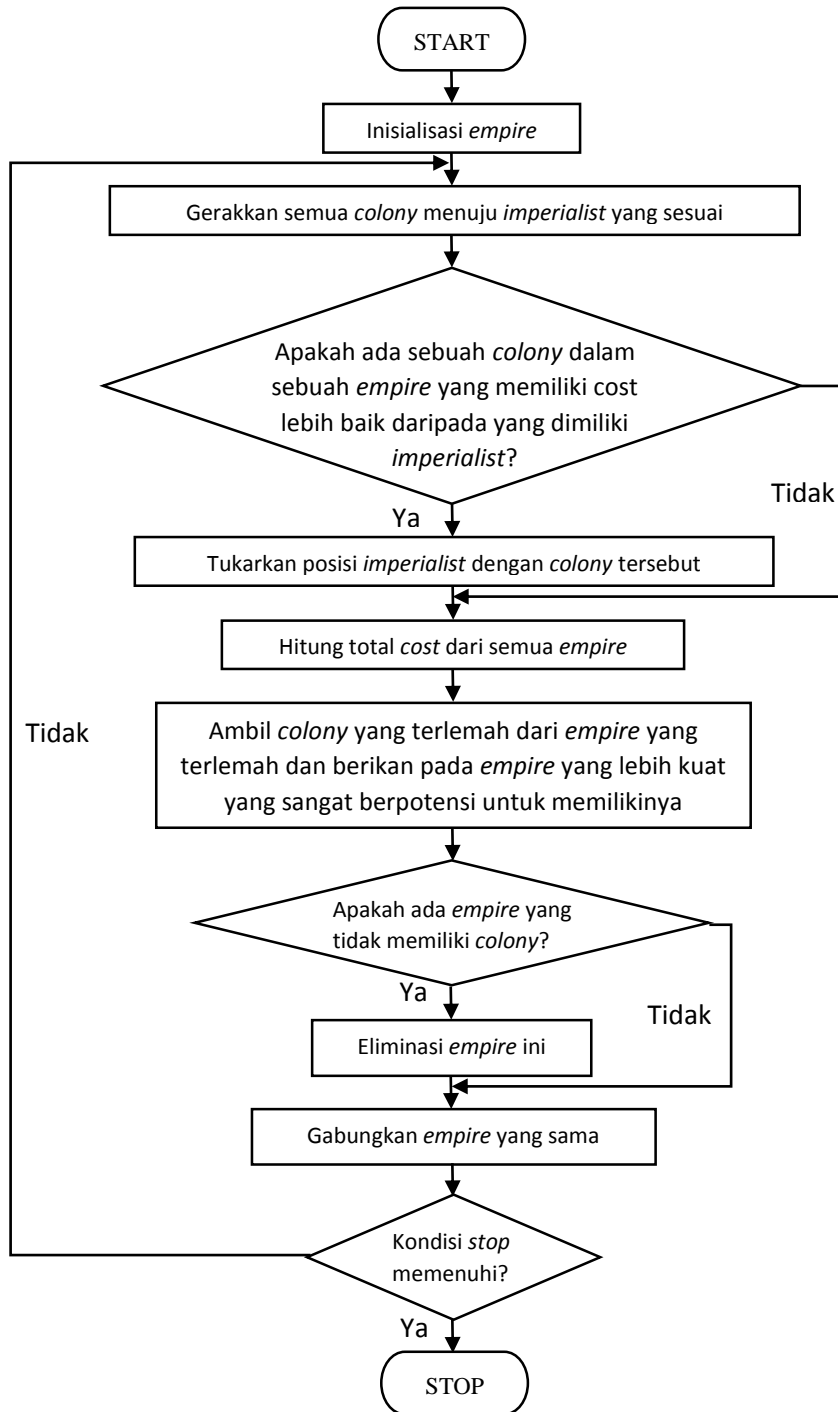 START
Inisialisasi empire
Gerakkan semua colony menuju imperialist yang sesuai
Apakah ada sebuah colony dalam
sebuah empire yang memiliki cost
lebih baik daripada yang dimiliki
imperialist?
Tidak
Ya
Tukarkan posisi imperialist dengan colony tersebut
Hitung total cost dari semua empire
Tidak
Ambil colony yang terlemah dari empire yang
terlemah dan berikan pada empire yang lebih kuat
yang sangat berpotensi untuk memilikinya
Apakah ada empire yang
tidak memiliki colony?
Ya
Tidak
Eliminasi empire ini
Gabungkan empire yang sama
Kondisi stop
memenuhi?
Ya
STOP